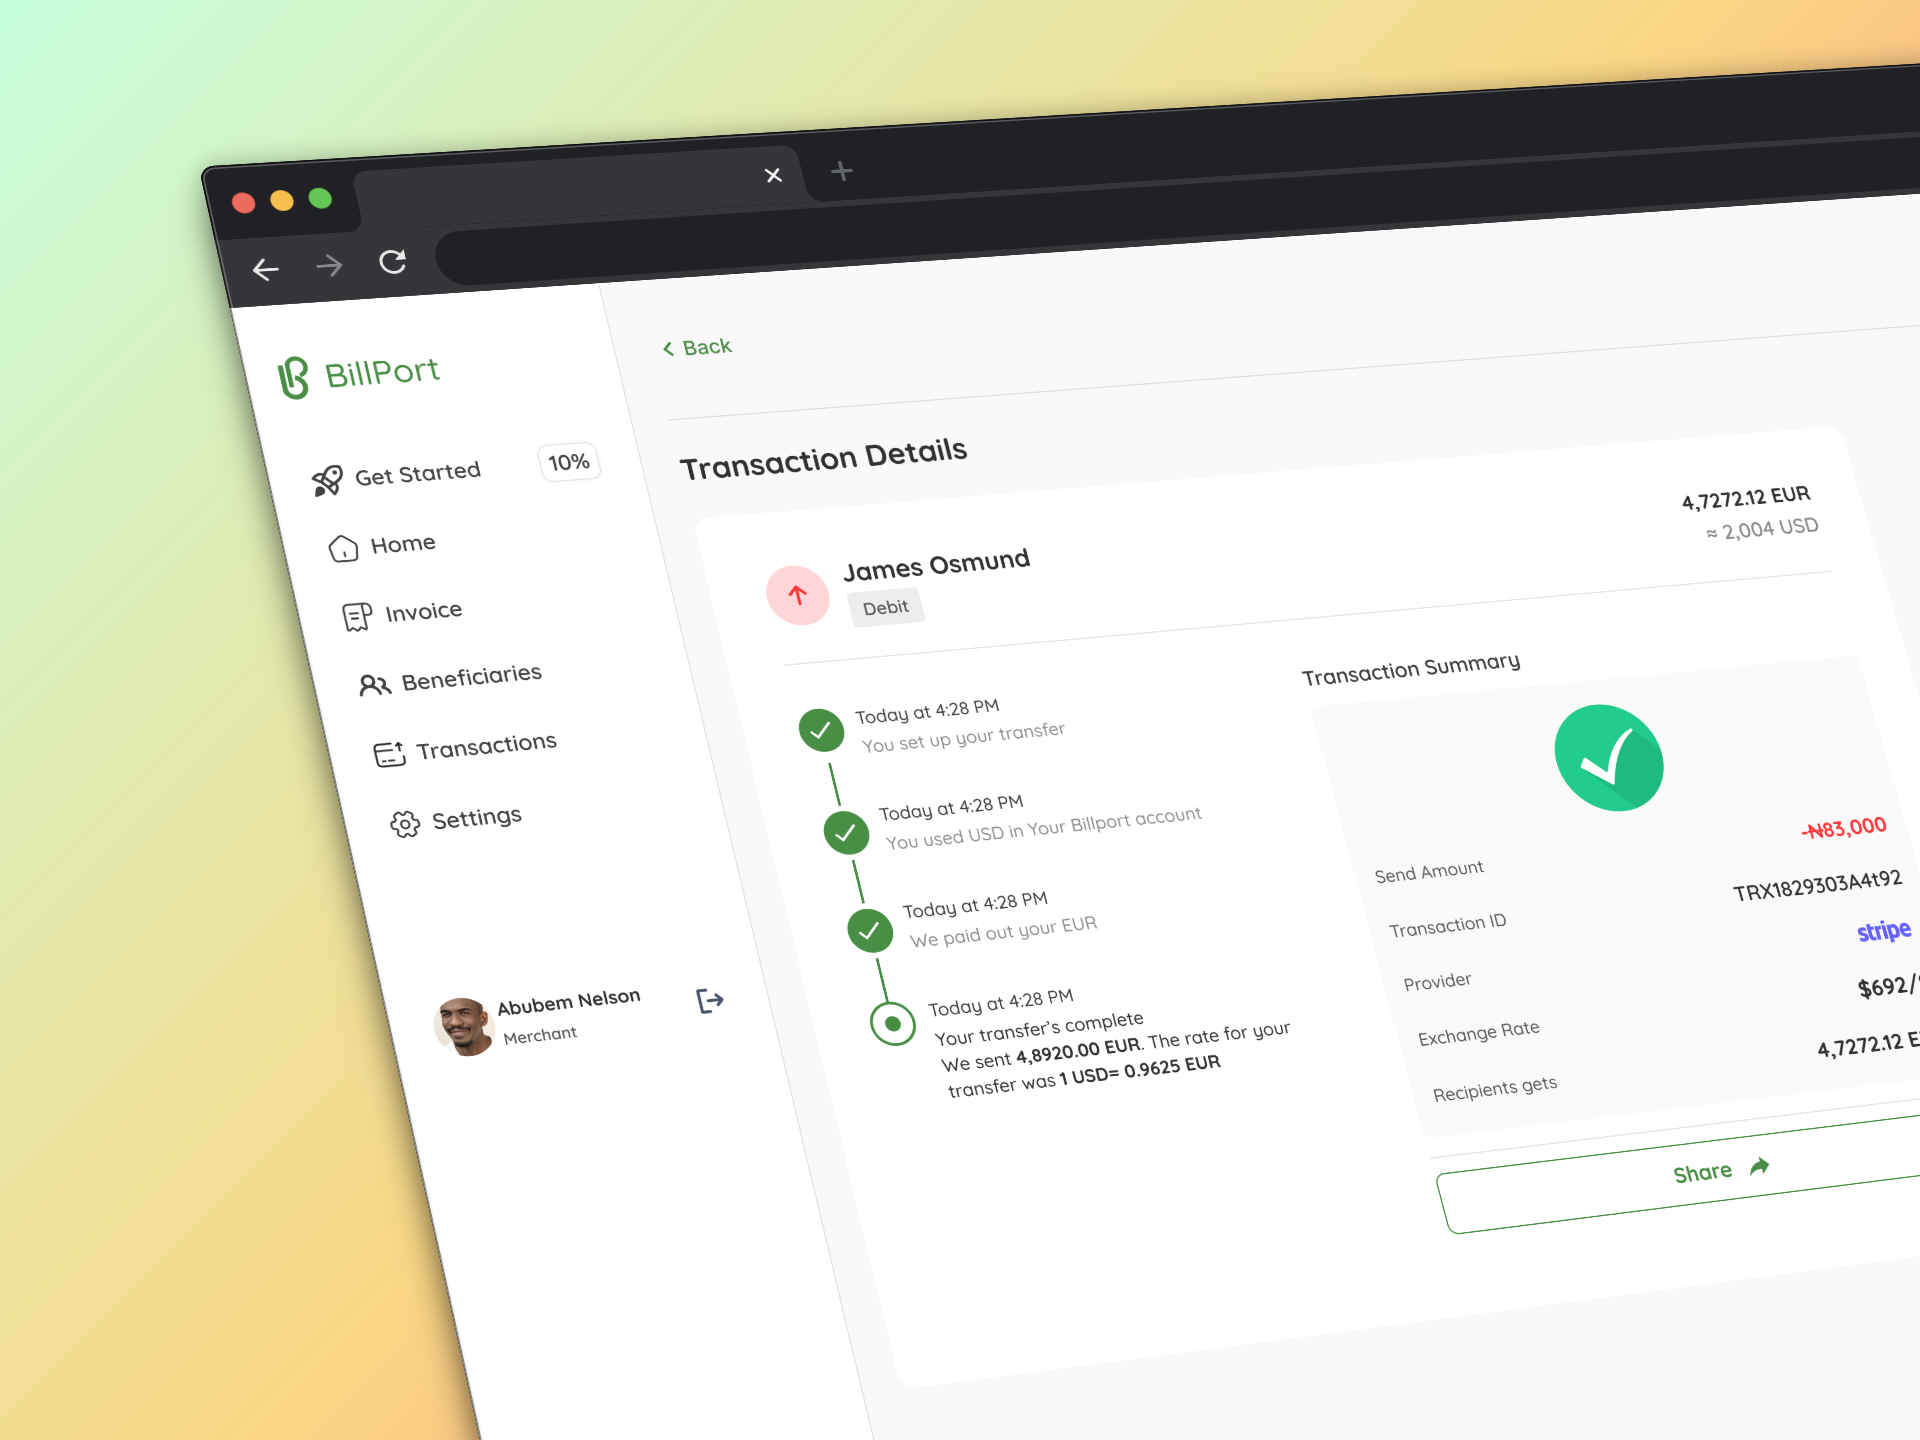 BillPort
Get Started 10%
Home
Invoice
Beneficiaries
Transactions
Settings
Abubem Nelson
Merchant
Back
Transaction Details
James Osmund
Debit
4,7272.12 EUR
≈ 2,004 USD
Today at 4:28 PM
You set up your transfer
Today at 4:28 PM
You used USD in Your Billport account
Today at 4:28 PM
We paid out your EUR
Today at 4:28 PM
Your transfer’s complete
We sent 4,8920.00 EUR. The rate for your
transfer was 1 USD= 0.9625 EUR
Transaction Summary
Send Amount -₦83,000
Transaction ID TRX1829303A4t92
Provider stripe
Exchange Rate $692/
Recipients gets 4,7272.12
Share